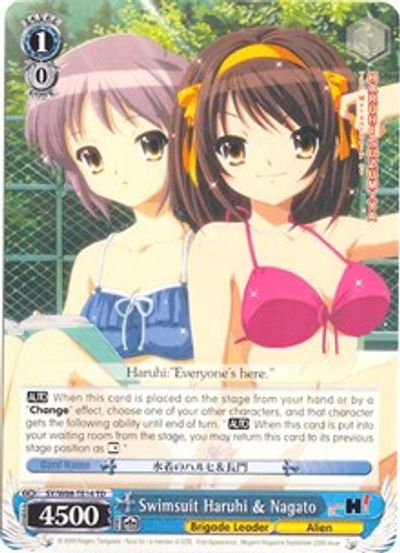 1
0
Haruhi:"Everyone's here."
AUTO When this card is placed on the stage from your hand or by a
"Change" effect, choose one of your other characters, and that character
gets the following ability until end of turn. "AUTO When this card is put into
your waiting room from the stage, you may return this card to its previous
stage position as"
Card Name
水着のハルヒ&長門
SY/W08-TE16 TD
4500
Swimsuit Haruhi & Nagato
Brigade Leader
Alien